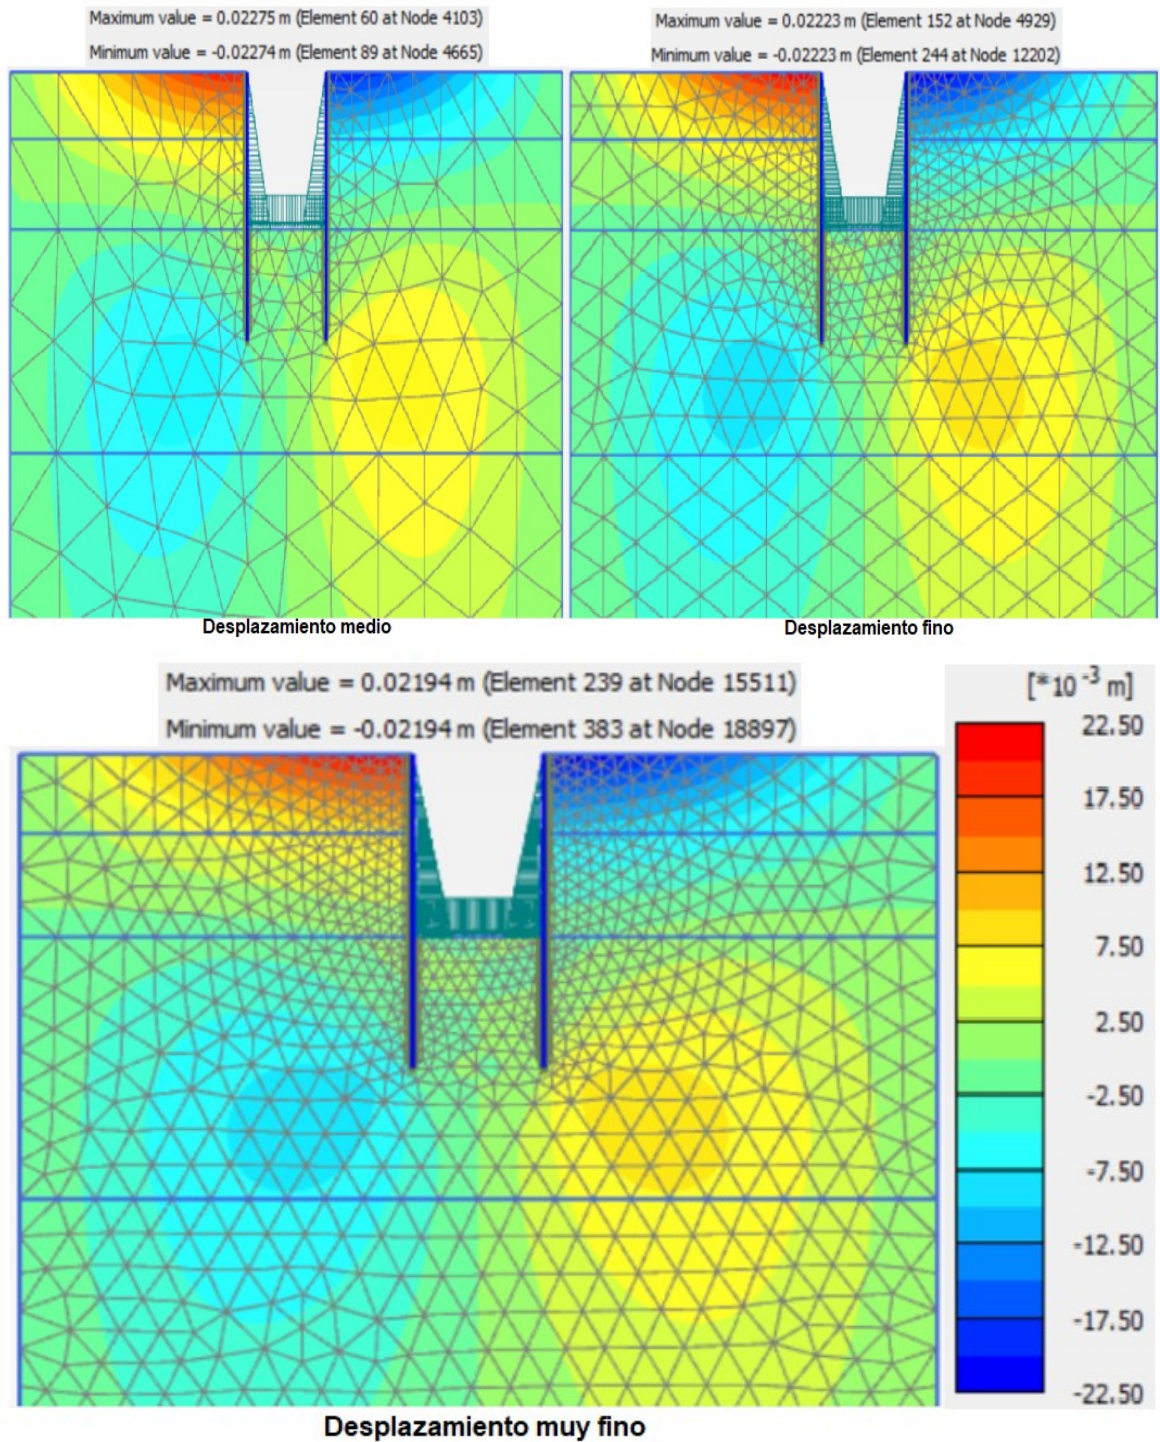 Maximum value = 0.02275 m (Element 60 at Node 4103)
Minimum value = -0.02274 m (Element 89 at Node 4665)
Maximum value = 0.02223 m (Element 152 at Node 4929)
Minimum value = -0.02223 m (Element 244 at Node 12202)
Desplazamiento medio
Desplazamiento fino
Maximum value = 0.02194 m (Element 239 at Node 15511)
Minimum value = -0.02194 m (Element 383 at Node 18897)
[*10 -3 m]
22.50
17.50
12.50
7.50
2.50
-2.50
-7.50
-12.50
-17.50
-22.50
Desplazamiento muy fino